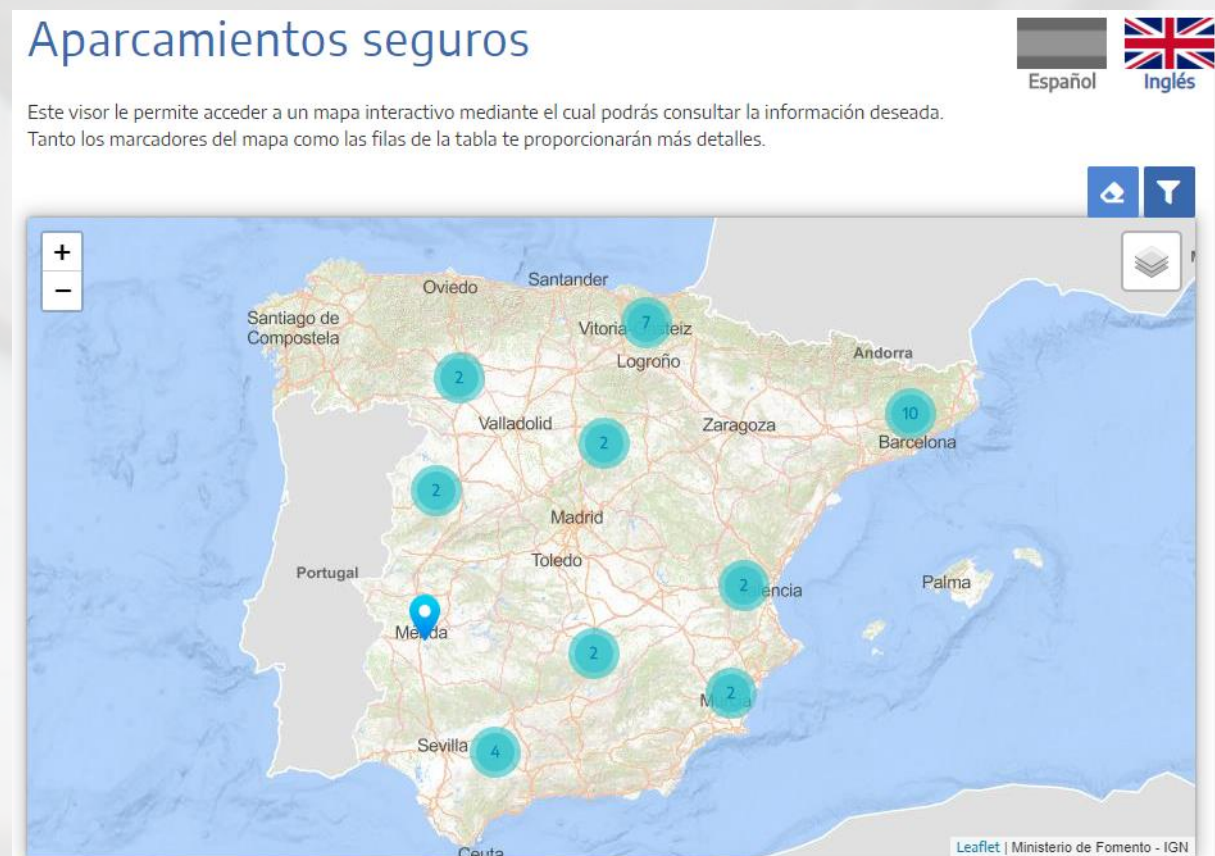 Aparcamientos seguros
Español
Inglés
Este visor le permite acceder a un mapa interactivo mediante el cual podrás consultar la información deseada.
Tanto los marcadores del mapa como las filas de la tabla te proporcionarán más detalles.
+
−
Oviedo
Santander
Santiago de
Compostela
7
Logroño
Andorra
2
10
Valladolid
Zaragoza
2
Barcelona
2
Madrid
Toledo
Portugal
2
Palma
2
2
Sevilla
4
Ceuta
Leaflet | Ministerio de Fomento - IGN